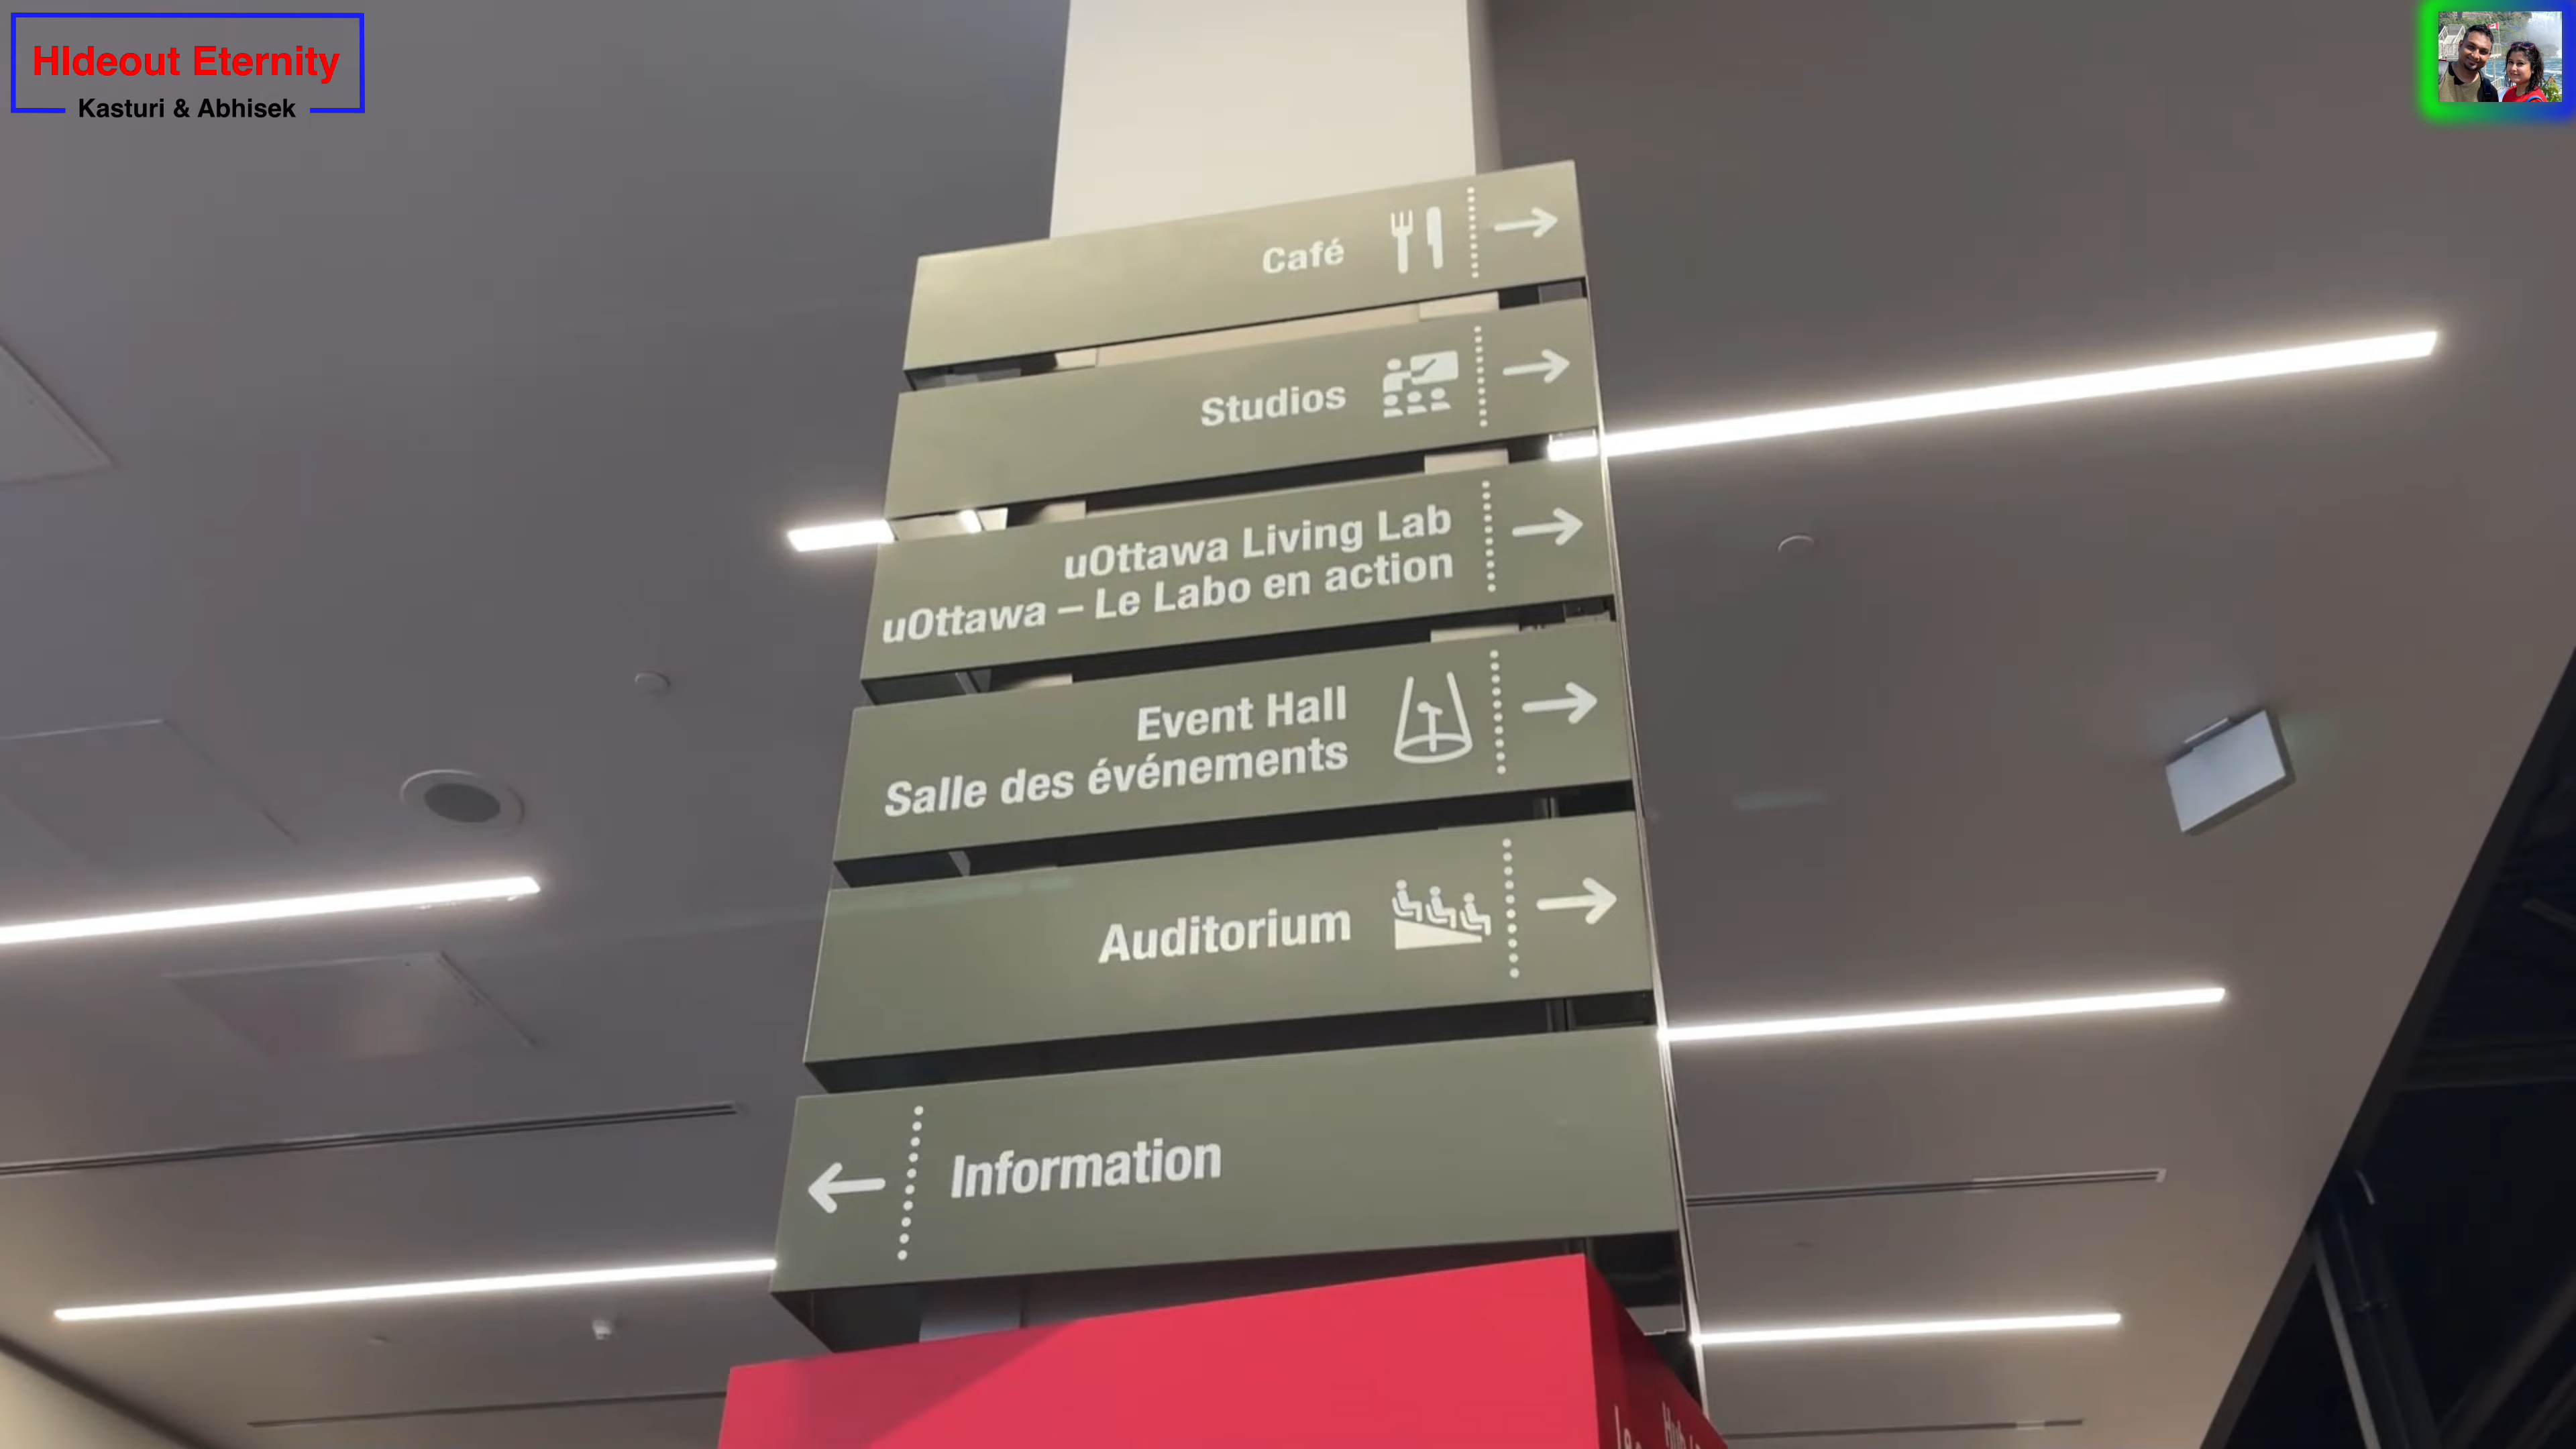 HIdeout Eternity
Kasturi & Abhisek
Café
Studios
uOttawa Living Lab
uOttawa – Le Labo en action
Event Hall
Salle des événements
Auditorium
Information